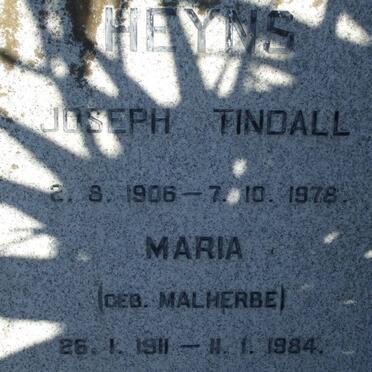 HEYNS
JOSEPH TINDALL
2. 8. 1906 – 7. 10. 1978.
MARIA
(GEB. MALHERBE)
26. 1. 1911 – 11. 1. 1984.